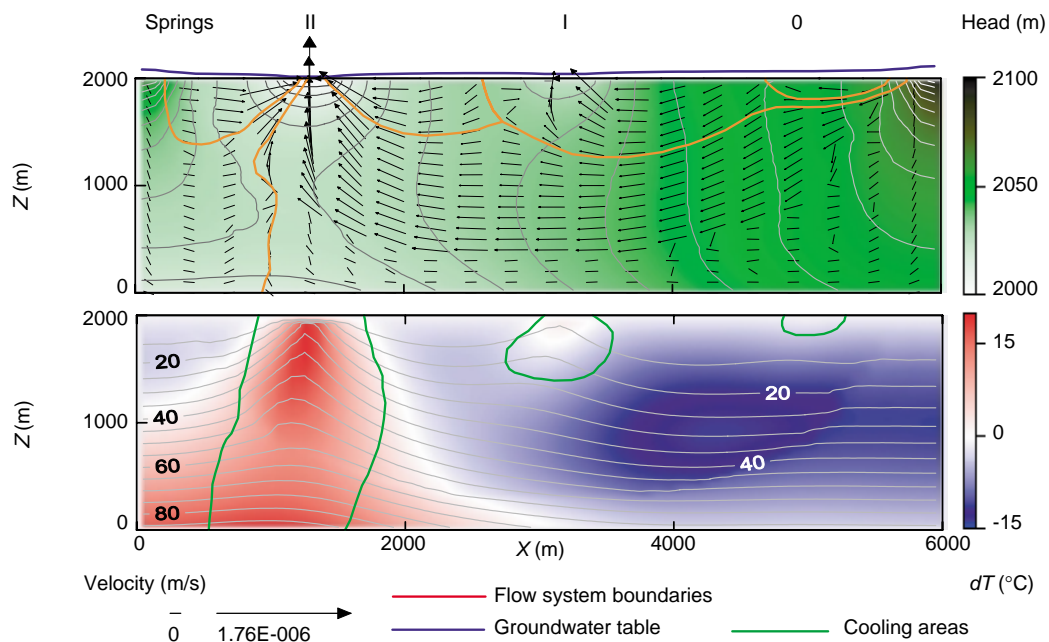 Springs II I 0 Head (m)
2000 2100
Z (m) 1000 2050
0 2000
2000 15
20 20
Z (m) 40 1000 0
60 40
80 0 -15
0 2000 X (m) 4000 6000
Velocity (m/s) dT (°C)
Flow system boundaries
0 1.76E-006 Groundwater table Cooling areas